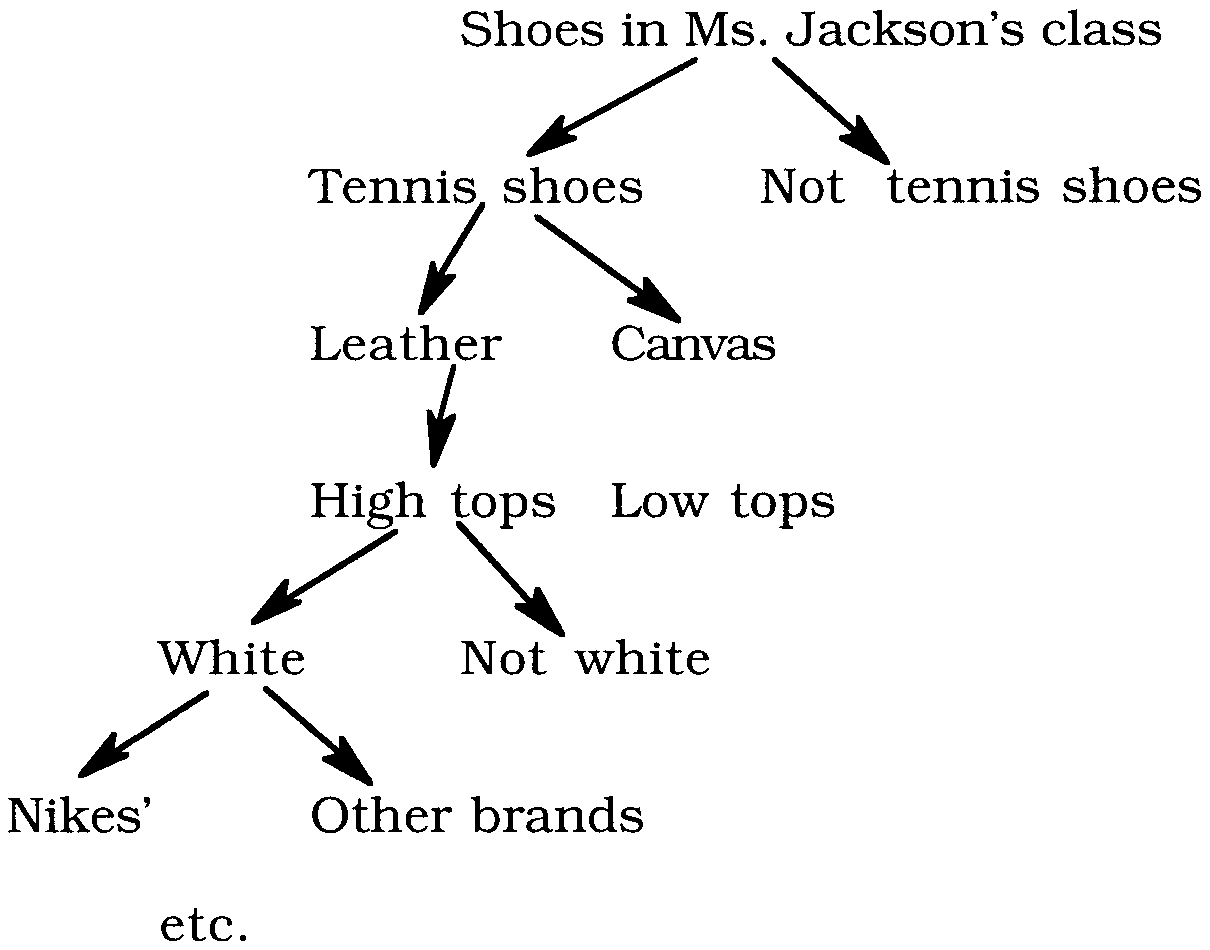 Shoes in Ms. Jackson's class
Tennis shoes Not tennis shoes
Leather Canvas
High tops Low tops
White Not white
Nikes' Other brands
etc.